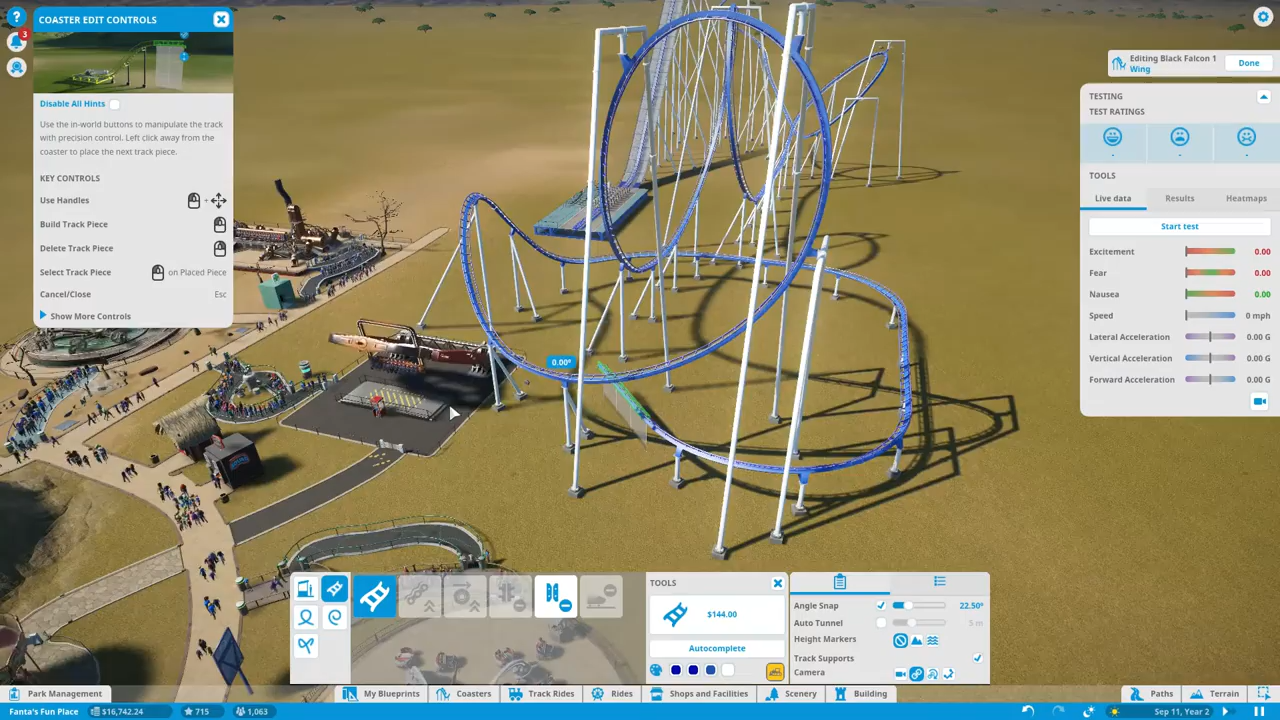 COASTER EDIT CONTROLS
3
Disable All Hints
Use the in-world buttons to manipulate the track
with precision control. Left click away from the
coaster to place the next track piece.
KEY CONTROLS
Use Handles
+
Build Track Piece
Delete Track Piece
Select Track Piece on Placed Piece
Cancel/Close Esc
Show More Controls
Editing Black Falcon 1
Wing
Done
TESTING
TEST RATINGS
- - -
TOOLS
Live data Results Heatmaps
Start test
Excitement 0.00
Fear 0.00
Nausea 0.00
Speed 0 mph
Lateral Acceleration 0.00 G
Vertical Acceleration 0.00 G
Forward Acceleration 0.00 G
0.00°
TOOLS
$144.00
Autocomplete
Angle Snap 22.50°
Auto Tunnel 5 m
Height Markers
Track Supports
Camera
Park Management
My Blueprints Coasters Track Rides Rides Shops and Facilities Scenery Building
Paths Terrain
Fanta's Fun Place $16,742.24 715 1,063
Sep 11, Year 2